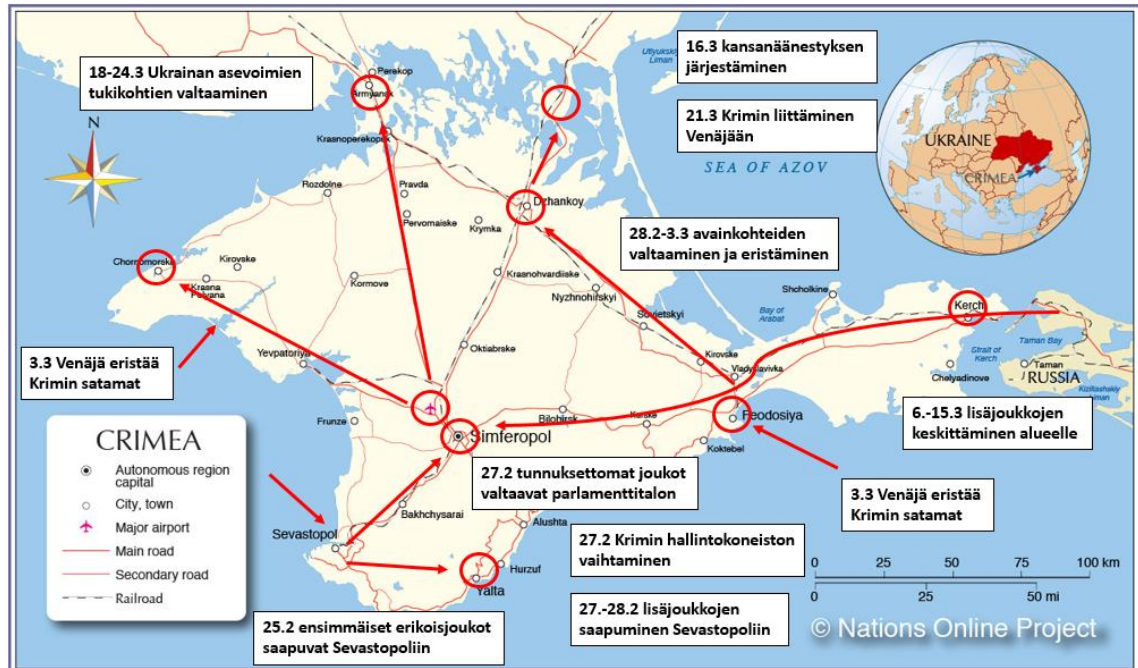 18-24.3 Ukrainan asevoimien
tukikohtien valtaaminen
Perekop
Armyansk
Krasnoperekopsk
Utlyukskiy
Liman
16.3 kansanäänestyksen
järjestäminen
21.3 Krimin liittäminen
Venäjään
UKRAINE
CRIMEA
SEA OF AZOV
N
Rozdolne
Pravda
Pervomaiske
Dzhankoy
Krymka
28.2-3.3 avainkohteiden
valtaaminen ja eristäminen
Chornomorske
Kirovske
Krasna
Polyana
Kormove
Krasnohvardiiske
Nyzhnohirskyi
Shcholkine
Bay of
Arabat
Kerch
Sovietskyi
3.3 Venäjä eristää
Krimin satamat
Yevpatoriya
Oktiabrske
Kirovske
Vladyslavivka
Strait of
Kerch
Taman Bay
Taman
Chelyadinove
RUSSIA
Kiziltashskiy
Liman
Frunze
Simferopol
Bilohirsk
Feodosiya
Koktebel
6.-15.3 lisäjoukkojen
keskittäminen alueelle
CRIMEA
Autonomous region
capital
City, town
Major airport
Main road
Secondary road
Railroad
27.2 tunnuksettomat joukot
valtaavat parlamenttitalon
3.3 Venäjä eristää
Krimin satamat
Bakhchysarai
Alushta
Sevastopol
27.2 Krimin hallintokoneiston
vaihtaminen
Hurzuf
Yalta
0 25 50 75 100 km
0 25 50 mi
25.2 ensimmäiset erikoisjoukot
saapuvat Sevastopoliin
27.-28.2 lisäjoukkojen
saapuminen Sevastopoliin
© Nations Online Project